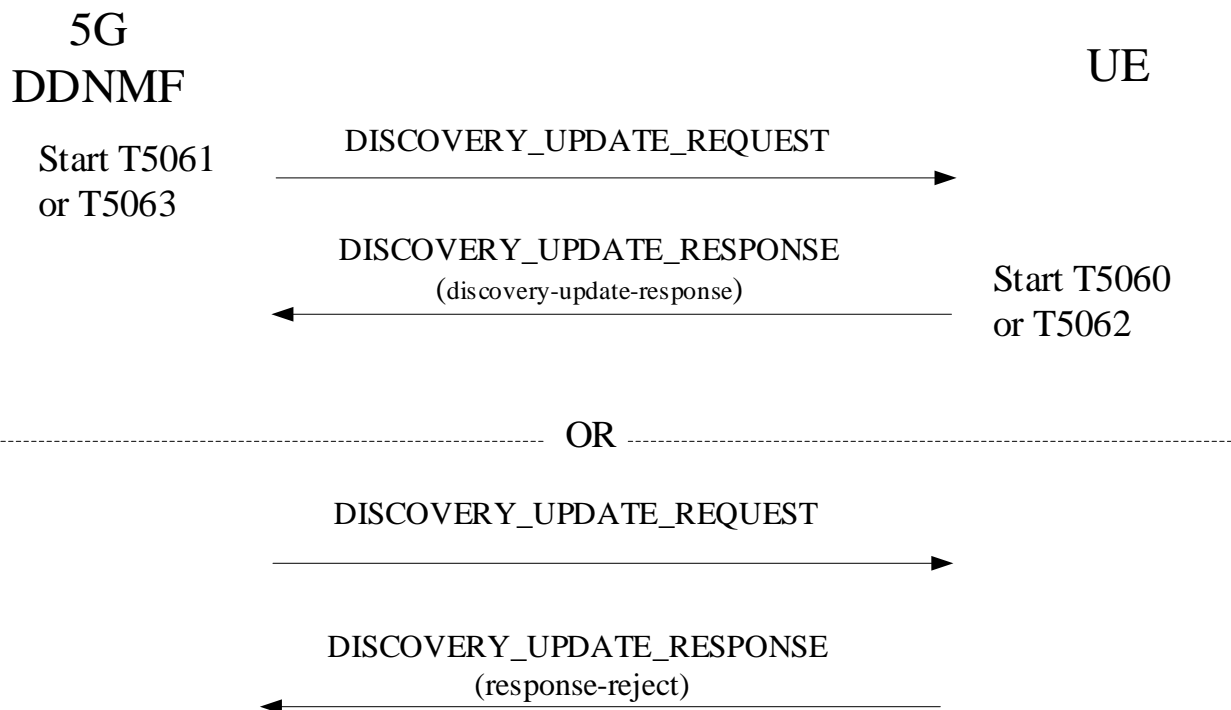 5G
DDNMF
UE
Start T5061
or T5063
DISCOVERY_UPDATE_REQUEST
DISCOVERY_UPDATE_RESPONSE
(discovery-update-response)
Start T5060
or T5062
OR
DISCOVERY_UPDATE_REQUEST
DISCOVERY_UPDATE_RESPONSE
(response-reject)